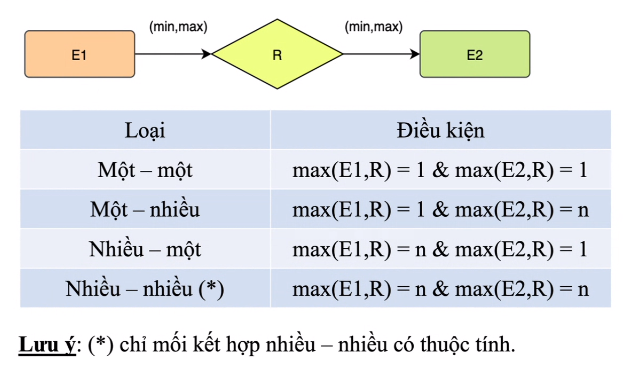 (min,max) (min,max)
E1 R E2
Loại Điều kiện
Một – một max(E1,R) = 1 & max(E2,R) = 1
Một – nhiều max(E1,R) = 1 & max(E2,R) = n
Nhiều – một max(E1,R) = n & max(E2,R) = 1
Nhiều – nhiều (*) max(E1,R) = n & max(E2,R) = n
Lưu ý: (*) chỉ mối kết hợp nhiều – nhiều có thuộc tính.